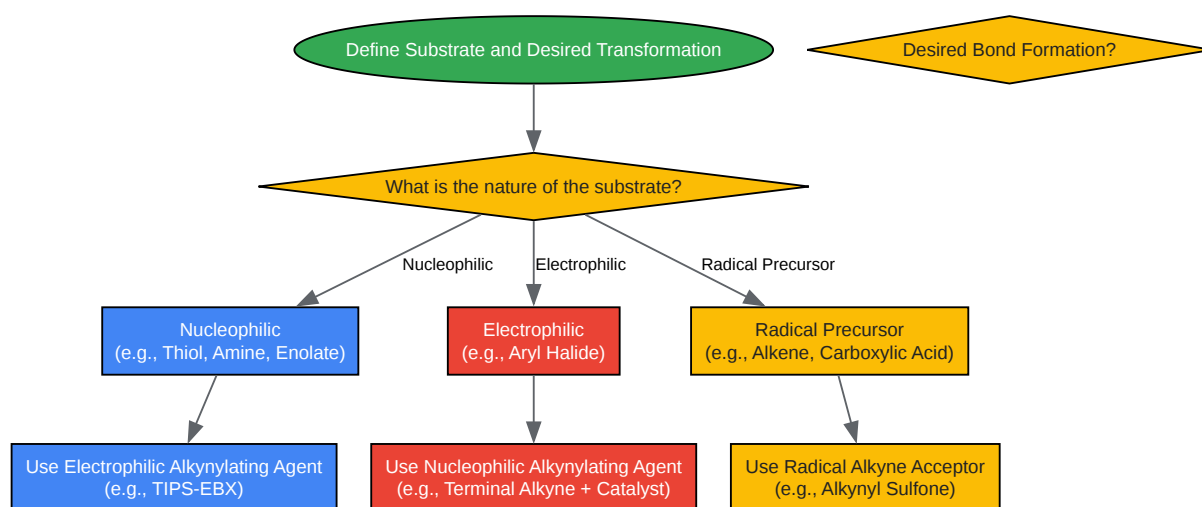 Define Substrate and Desired Transformation
Desired Bond Formation?
What is the nature of the substrate?
Nucleophilic
Electrophilic
Radical Precursor
Nucleophilic
(e.g., Thiol, Amine, Enolate)
Electrophilic
(e.g., Aryl Halide)
Radical Precursor
(e.g., Alkene, Carboxylic Acid)
Use Electrophilic Alkynylating Agent
(e.g., TIPS-EBX)
Use Nucleophilic Alkynylating Agent
(e.g., Terminal Alkyne + Catalyst)
Use Radical Alkyne Acceptor
(e.g., Alkynyl Sulfone)